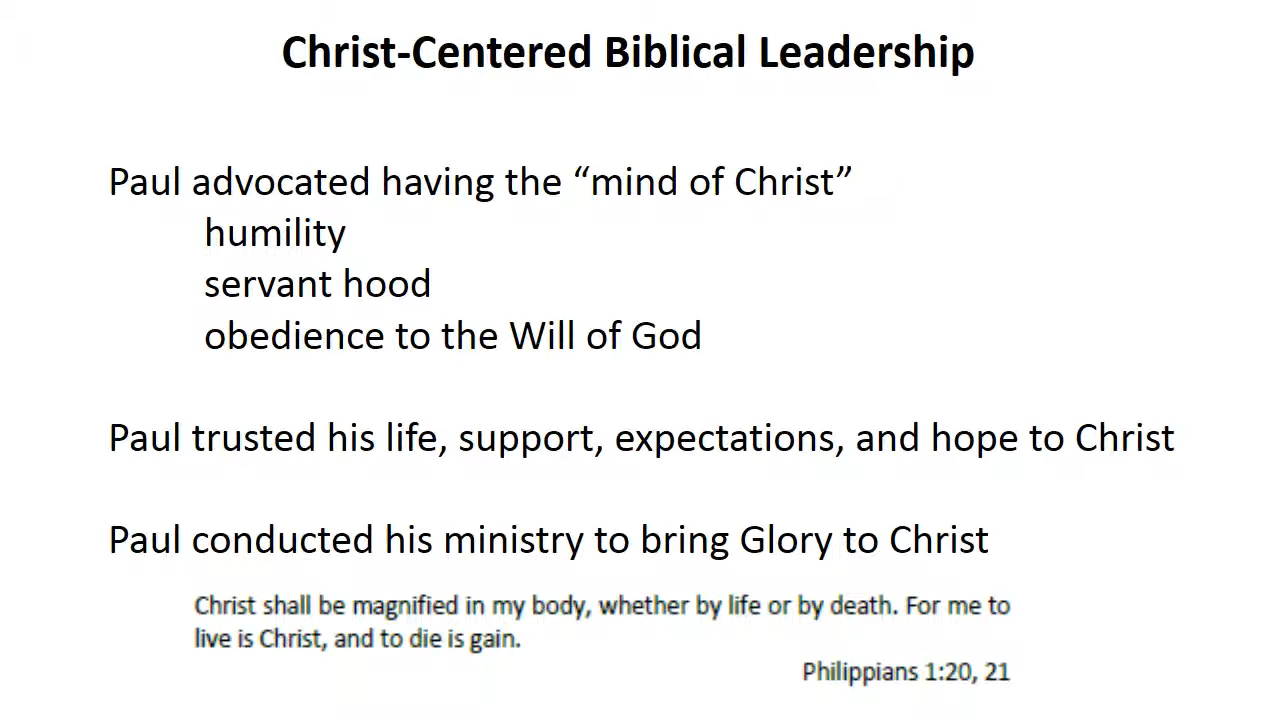 Christ-Centered Biblical Leadership
Paul advocated having the “mind of Christ”
humility
servant hood
obedience to the Will of God
Paul trusted his life, support, expectations, and hope to Christ
Paul conducted his ministry to bring Glory to Christ
Christ shall be magnified in my body, whether by life or by death. For me to
live is Christ, and to die is gain.
Philippians 1:20, 21